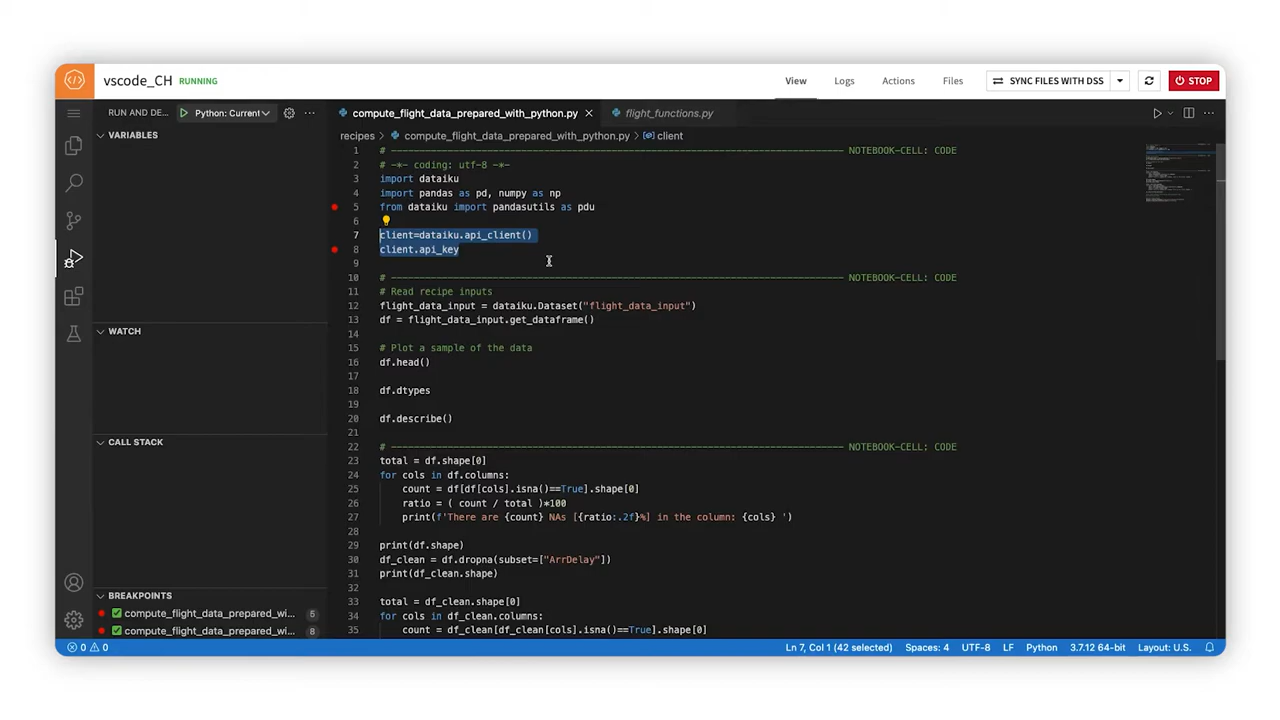 vscode_CH RUNNING View Logs Actions Files SYNC FILES WITH DSS STOP
RUN AND DE... Python: Current
VARIABLES
WATCH
CALL STACK
BREAKPOINTS
compute_flight_data_prepared_wi... 5
compute_flight_data_prepared_wi... 8
compute_flight_data_prepared_with_python.py flight_functions.py
recipes > compute_flight_data_prepared_with_python.py > client
1 # ──────────────────── NOTEBOOK-CELL: CODE
2 # -*- coding: utf-8 -*-
3 import dataiku
4 import pandas as pd, numpy as np
5 from dataiku import pandasutils as pdu
6
7 client=dataiku.api_client()
8 client.api_key
9
10 # ──────────────────── NOTEBOOK-CELL: CODE
11 # Read recipe inputs
12 flight_data_input = dataiku.Dataset("flight_data_input")
13 df = flight_data_input.get_dataframe()
14
15 # Plot a sample of the data
16 df.head()
17
18 df.dtypes
19
20 df.describe()
21
22 # ──────────────────── NOTEBOOK-CELL: CODE
23 total = df.shape[0]
24 for cols in df.columns:
25 count = df[df[cols].isna()==True].shape[0]
26 ratio = ( count / total )*100
27 print(f'There are {count} NAs [{ratio:.2f}%] in the column: {cols} ')
28
29 print(df.shape)
30 df_clean = df.dropna(subset=["ArrDelay"])
31 print(df_clean.shape)
32
33 total = df_clean.shape[0]
34 for cols in df_clean.columns:
35 count = df_clean[df_clean[cols].isna()==True].shape[0]
0 0 Ln 7, Col 1 (42 selected) Spaces: 4 UTF-8 LF Python 3.7.12 64-bit Layout: U.S.